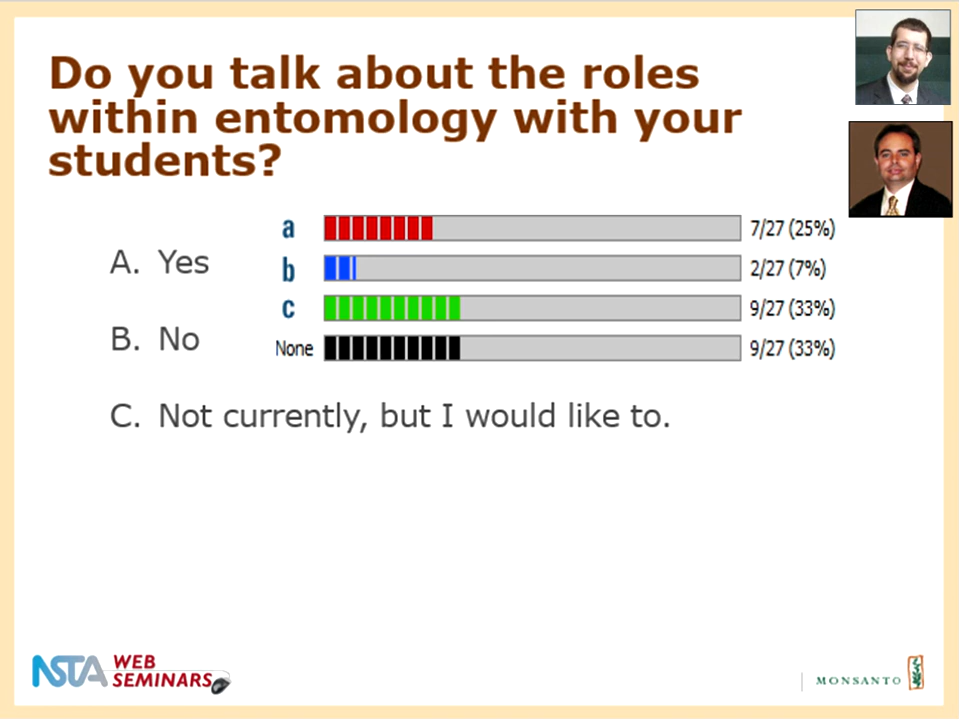 Do you talk about the roles
within entomology with your
students?
a 7/27 (25%)
A. Yes
b 2/27 (7%)
c 9/27 (33%)
B. No
None 9/27 (33%)
C. Not currently, but I would like to.
NSTA WEB
SEMINARS
MONSANTO